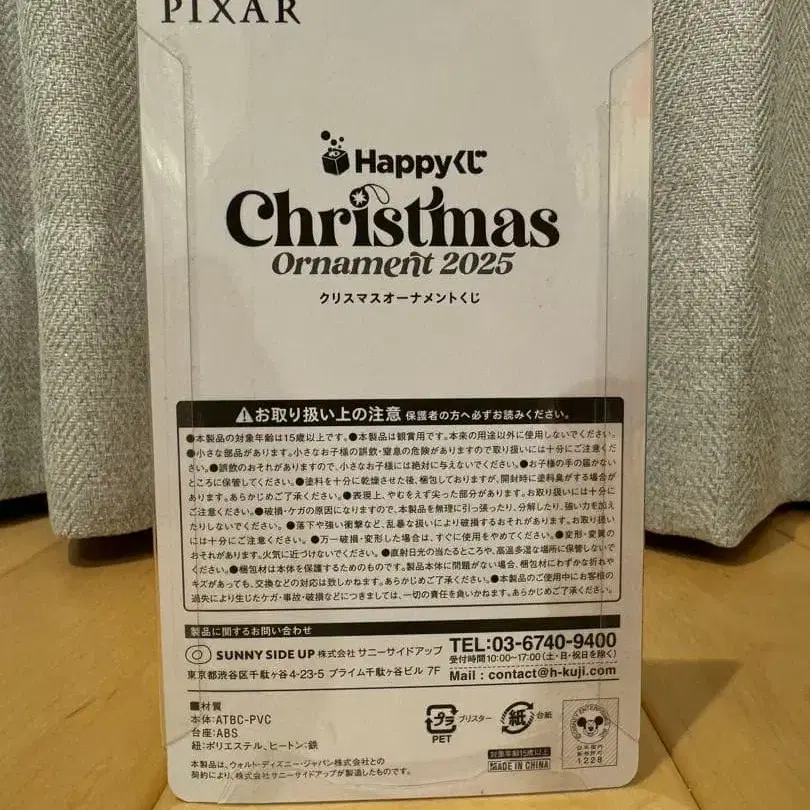 PIXAR
Happyくじ
Christmas
Ornament 2025
クリスマスオーナメントくじ
お取り扱い上の注意 保護者の方へ必ずお読みください。
●本製品の対象年齢は15歳以上です。●本製品は観賞用です。本来の用途以外に使用しないでください。
●小さな部品があります。小さなお子様の誤飲・窒息の危険がありますので取り扱いには十分にご注意くだ
さい。●誤飲のおそれがありますので、小さなお子様には絶対に与えないでください。●お子様の手の届かない
ところに保管してください。●塗料を十分に乾燥させた後、梱包しておりますが、開封時に塗料臭がする場合が
あります。あらかじめご了承ください。●表現上、やむをえず尖った部分があります。お取り扱いには十分に
ご注意ください。●破損・ケガの原因になりますので、本製品を無理に引っ張ったり、分解したり、強い力を加え
たりしないでください。●落下や強い衝撃など、乱暴な扱いにより破損するおそれがあります。お取り扱い
には十分ご注意ください。●万一破損・変形した場合は、すぐに使用をやめてください。●変形・変質の
おそれがあります。火気に近づけないでください。●直射日光の当たるところや、高温多湿な場所に保管しないで
ください。●梱包材は本体を保護するためのものです。製品本体に問題がない場合、梱包材にわずかな折れや
キズがあっても、交換などの対応は致しかねます。あらかじめご了承ください。●本製品のご使用中にお客様の
過失により生じたケガ・事故・破損などにつきましては、一切の責任を負いかねます。あらかじめご了承ください。
製品に関するお問い合わせ
SUNNY SIDE UP 株式会社 サニーサイドアップ
東京都渋谷区千駄ヶ谷4-23-5 プライム千駄ヶ谷ビル 7F
TEL:03-6740-9400
受付時間10:00~17:00(土・日・祝日を除く)
Mail : contact@h-kuji.com
■材質
本体:ATBC-PVC
台座:ABS
紐:ポリエステル、ヒートン:鉄
本製品は、ウォルト・ディズニー・ジャパン株式会社との
契約により、株式会社サニーサイドアップが製造したものです。
プラ ブリスター
PET
紙 台紙
対象年齢15歳以上
MADE IN CHINA
1228